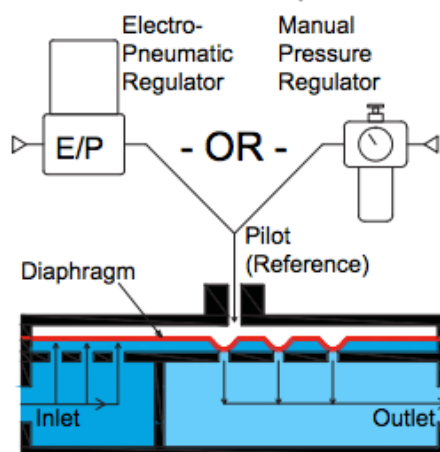 Electro-
Pneumatic
Regulator
Manual
Pressure
Regulator
E/P
- OR -
Pilot
(Reference)
Diaphragm
Inlet
Outlet